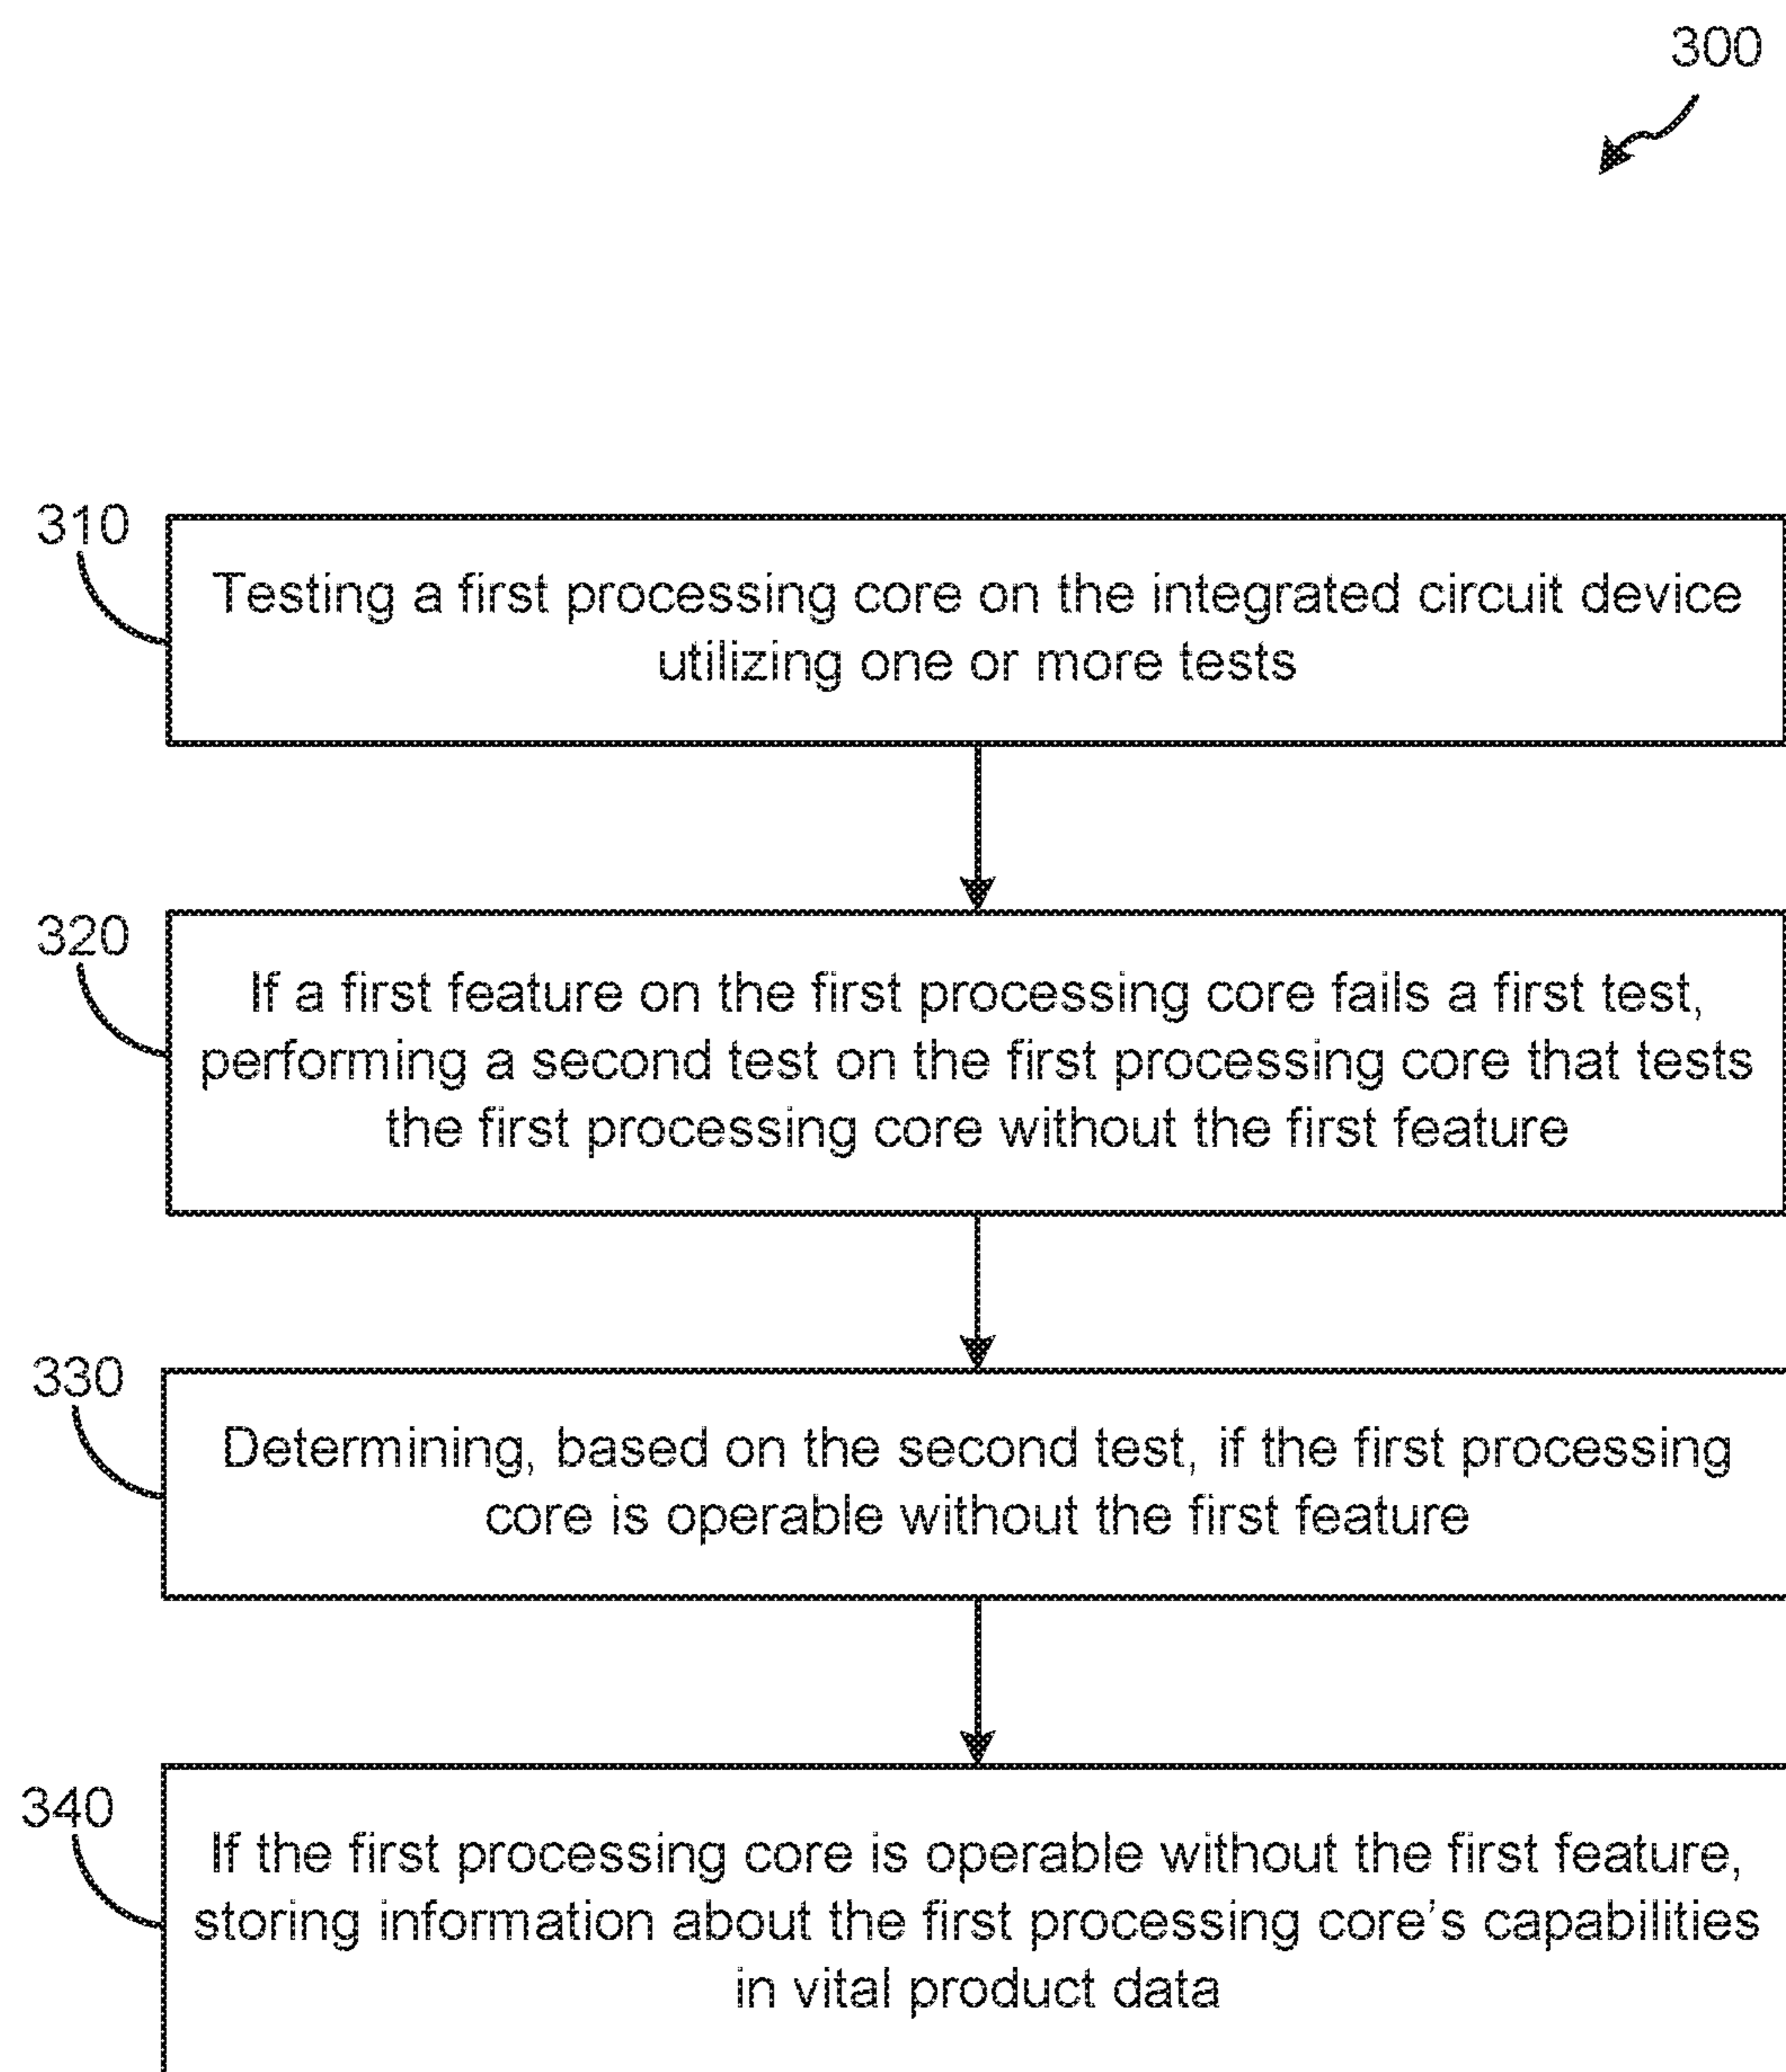 300
310
Testing a first processing core on the integrated circuit device
utilizing one or more tests
320
If a first feature on the first processing core fails a first test,
performing a second test on the first processing core that tests
the first processing core without the first feature
330
Determining, based on the second test, if the first processing
core is operable without the first feature
340
If the first processing core is operable without the first feature,
storing information about the first processing core's capabilities
in vital product data